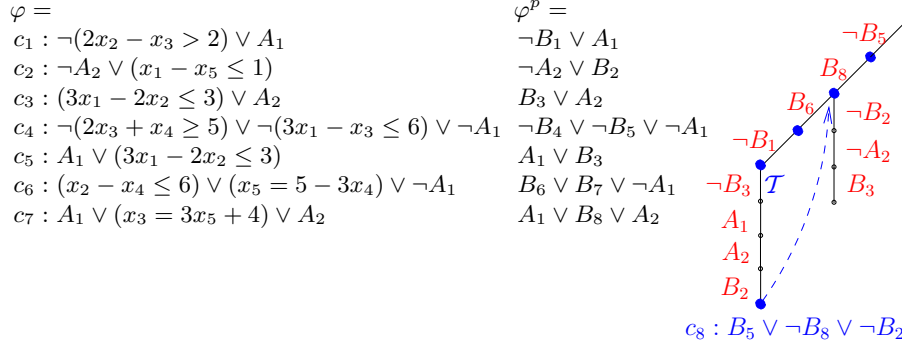 φ =    φᵖ =
c₁ : ¬(2x₂ − x₃ > 2) ∨ A₁    ¬B₁ ∨ A₁
c₂ : ¬A₂ ∨ (x₁ − x₅ ≤ 1)    ¬A₂ ∨ B₂
c₃ : (3x₁ − 2x₂ ≤ 3) ∨ A₂    B₃ ∨ A₂
c₄ : ¬(2x₃ + x₄ ≥ 5) ∨ ¬(3x₁ − x₃ ≤ 6) ∨ ¬A₁    ¬B₄ ∨ ¬B₅ ∨ ¬A₁
c₅ : A₁ ∨ (3x₁ − 2x₂ ≤ 3)    A₁ ∨ B₃
c₆ : (x₂ − x₄ ≤ 6) ∨ (x₅ = 5 − 3x₄) ∨ ¬A₁    B₆ ∨ B₇ ∨ ¬A₁
c₇ : A₁ ∨ (x₃ = 3x₅ + 4) ∨ A₂    A₁ ∨ B₈ ∨ A₂
¬B₅
B₈
B₆
¬B₁
¬B₃
𝒯
A₁
A₂
B₂
¬B₂
¬A₂
B₃
c₈ : B₅ ∨ ¬B₈ ∨ ¬B₂